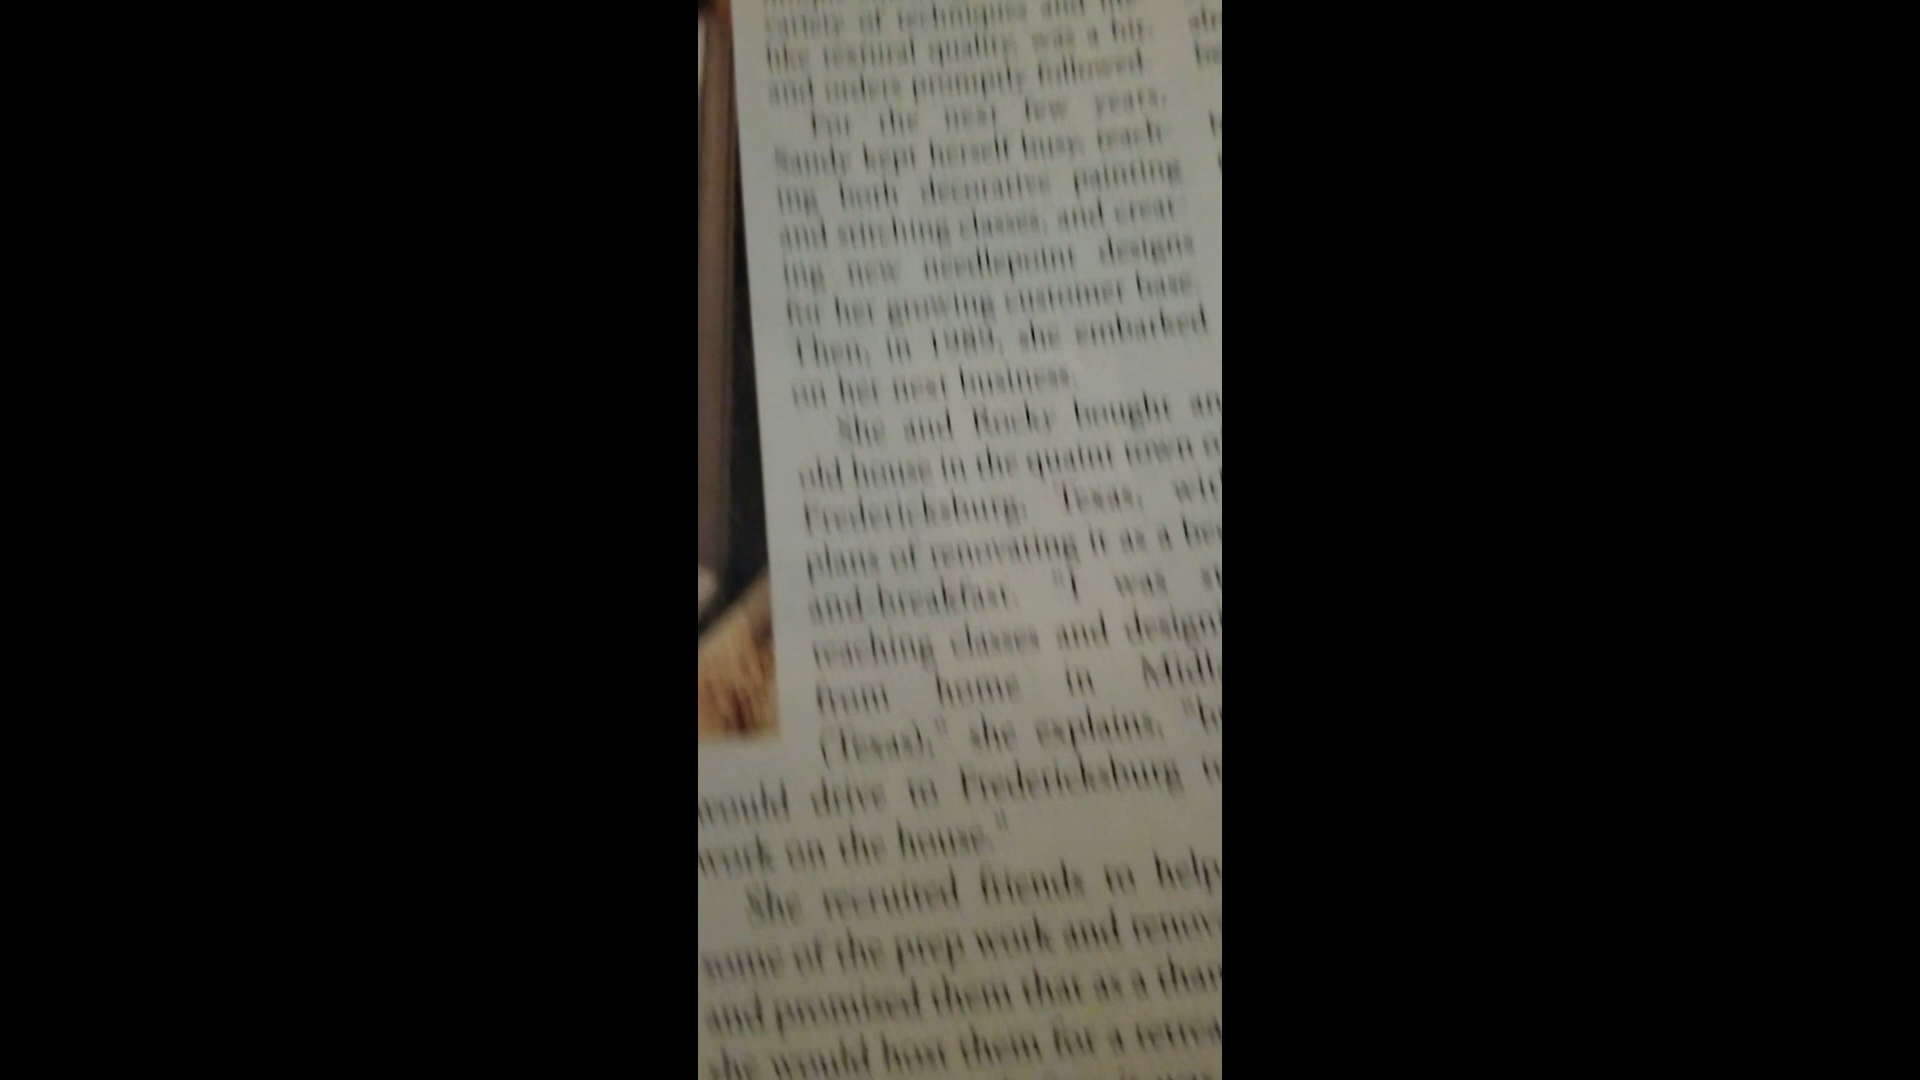 variety of techniques and
like textural quality, was a hit,
and orders promptly followed.
For the next few years,
Sandy kept herself busy, teach-
ing both decorative painting
and stitching classes, and creat-
ing new needlepoint designs
for her growing customer base.
Then, in 1989, she embarked
on her next business.
She and Rocky bought an
old house in the quaint town
Fredericksburg, Texas,
plans of renovating it as a
and-breakfast. "I was
teaching classes and
from home in
(Texas)," she explains,
would drive to Fredericksburg
work on the house."
She recruited friends to help
some of the prep work and
and promised them that as a
she would host them for a